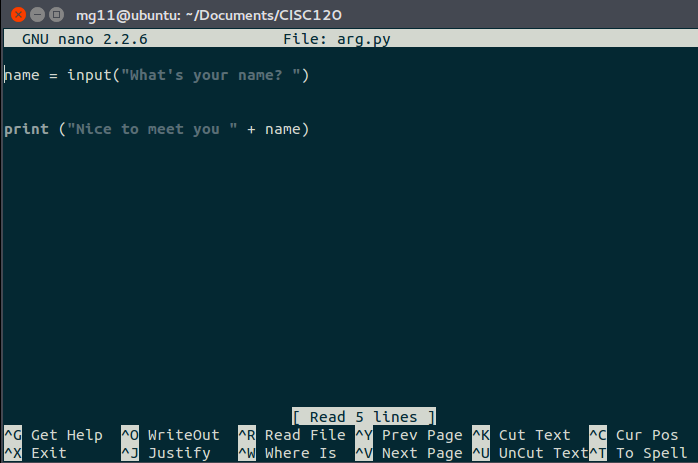 mg11@ubuntu: ~/Documents/CISC120
GNU nano 2.2.6 File: arg.py
name = input("What's your name? ")
print ("Nice to meet you " + name)
[ Read 5 lines ]
^G Get Help ^O WriteOut ^R Read File ^Y Prev Page ^K Cut Text ^C Cur Pos
^X Exit ^J Justify ^W Where Is ^V Next Page ^U UnCut Text ^T To Spell